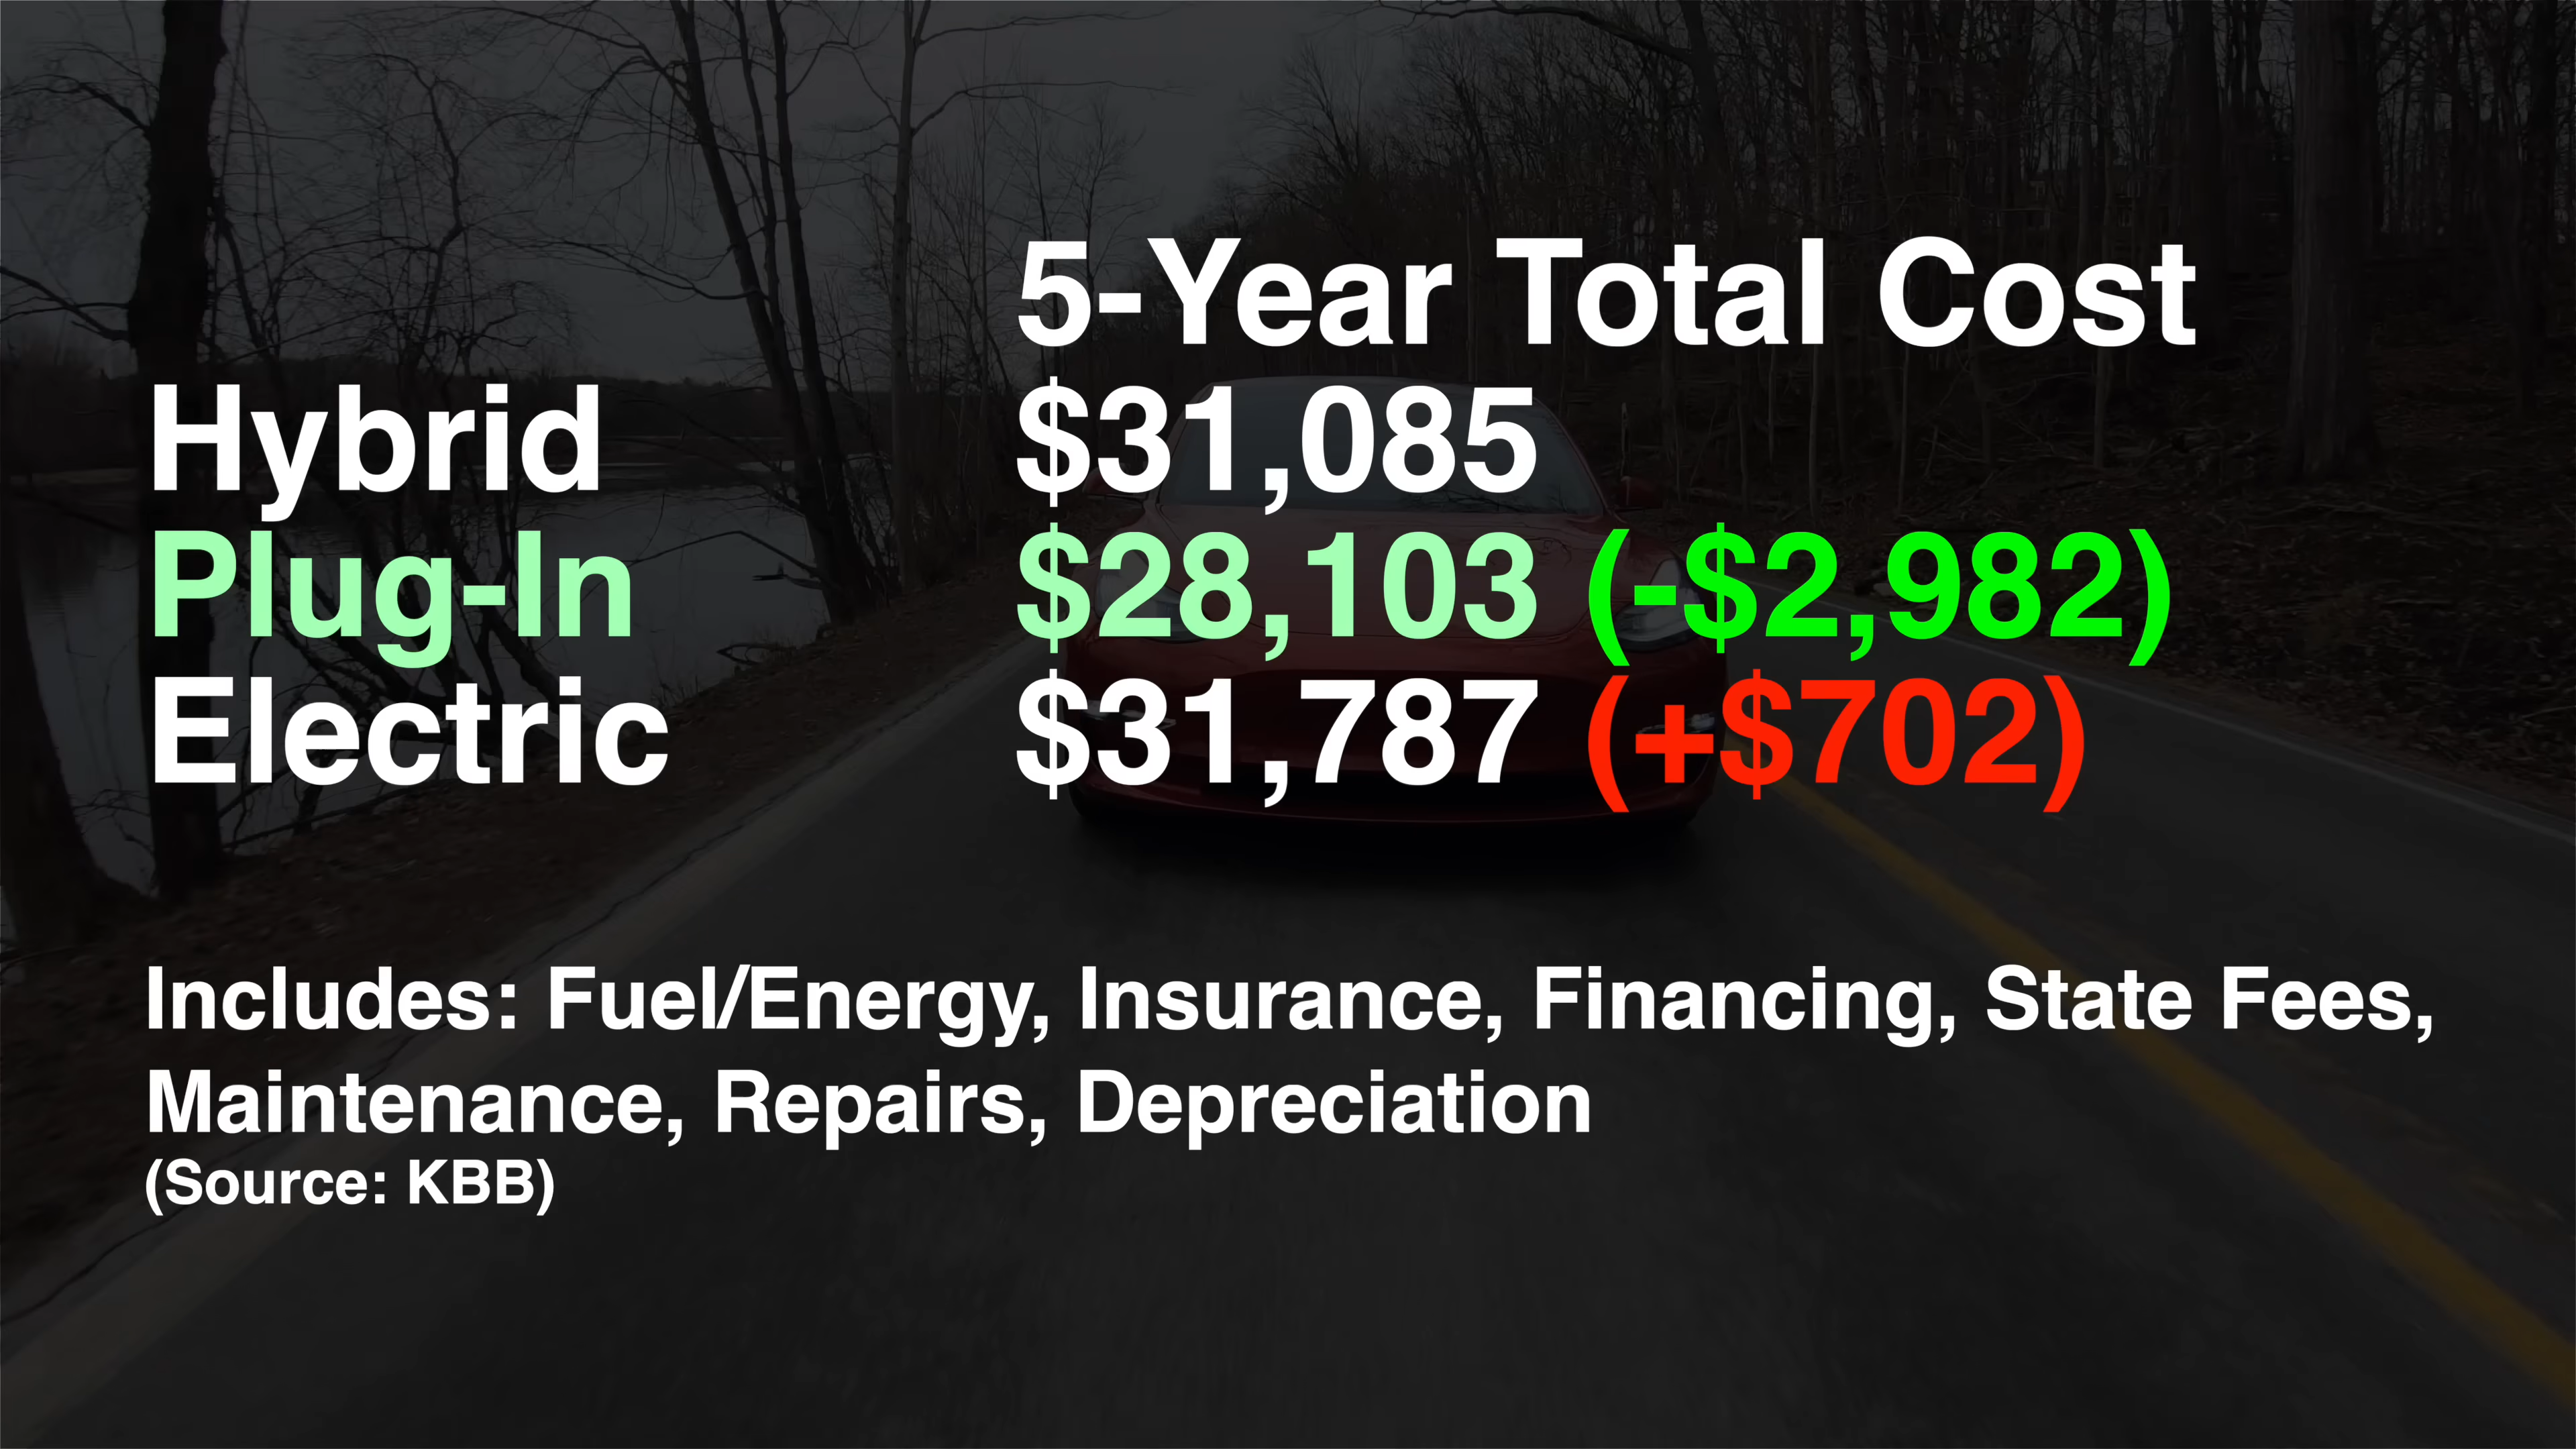 5-Year Total Cost
Hybrid $31,085
Plug-In $28,103 (-$2,982)
Electric $31,787 (+$702)
Includes: Fuel/Energy, Insurance, Financing, State Fees,
Maintenance, Repairs, Depreciation
(Source: KBB)